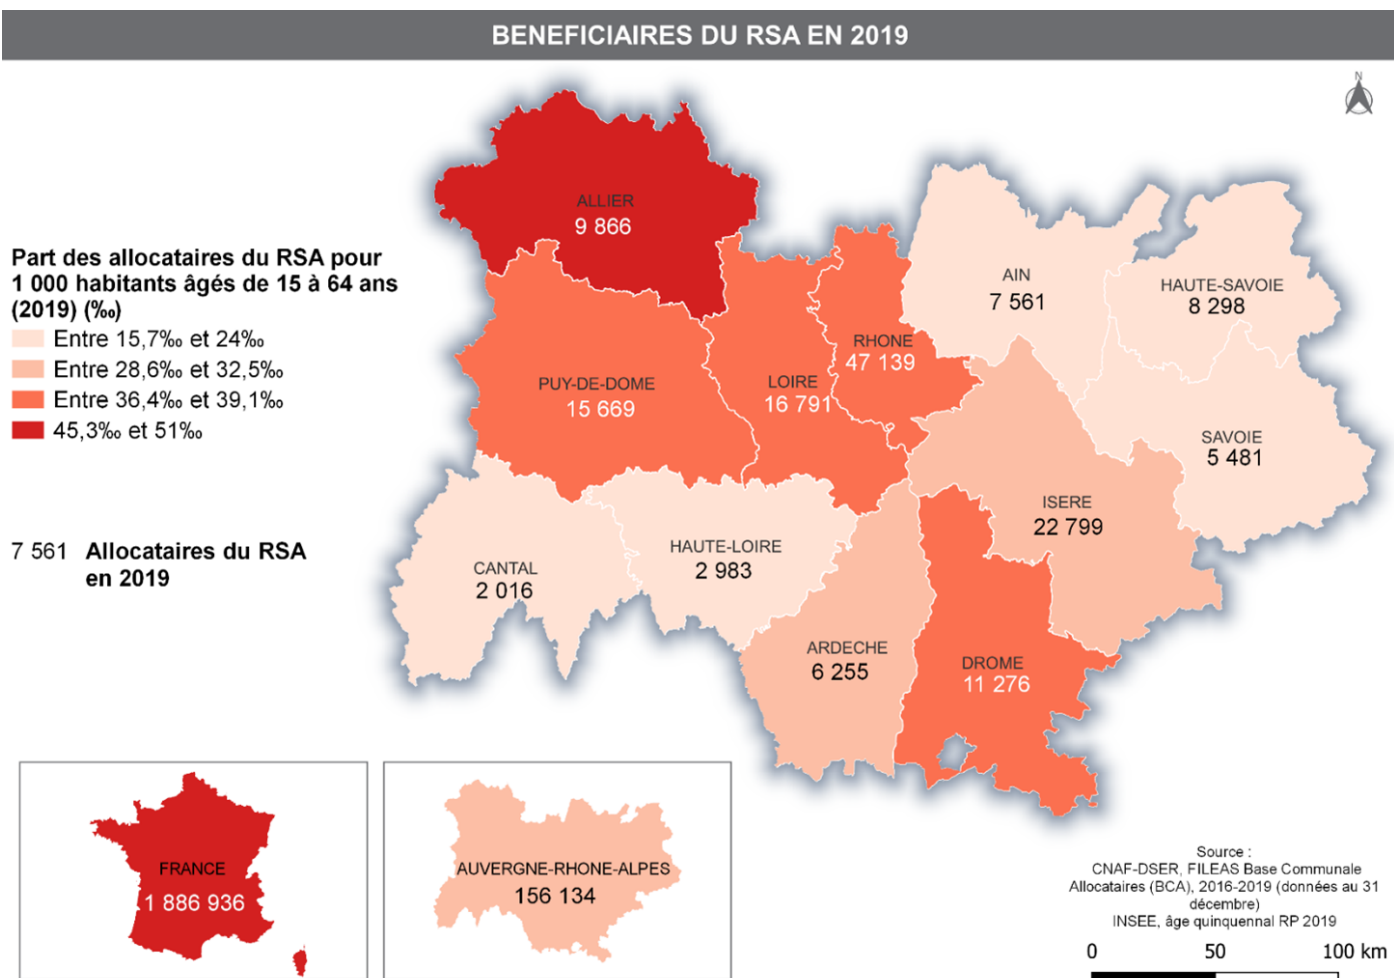 BENEFICIAIRES DU RSA EN 2019
N
Part des allocataires du RSA pour
1 000 habitants âgés de 15 à 64 ans
(2019) (‰)
Entre 15,7‰ et 24‰
Entre 28,6‰ et 32,5‰
Entre 36,4‰ et 39,1‰
45,3‰ et 51‰
7 561 Allocataires du RSA
en 2019
ALLIER
9 866
AIN
7 561
HAUTE-SAVOIE
8 298
RHONE
47 139
PUY-DE-DOME
15 669
LOIRE
16 791
SAVOIE
5 481
ISERE
22 799
HAUTE-LOIRE
2 983
CANTAL
2 016
ARDECHE
6 255
DROME
11 276
FRANCE
1 886 936
AUVERGNE-RHONE-ALPES
156 134
Source :
CNAF-DSER, FILEAS Base Communale
Allocataires (BCA), 2016-2019 (données au 31
décembre)
INSEE, âge quinquennal RP 2019
0 50 100 km